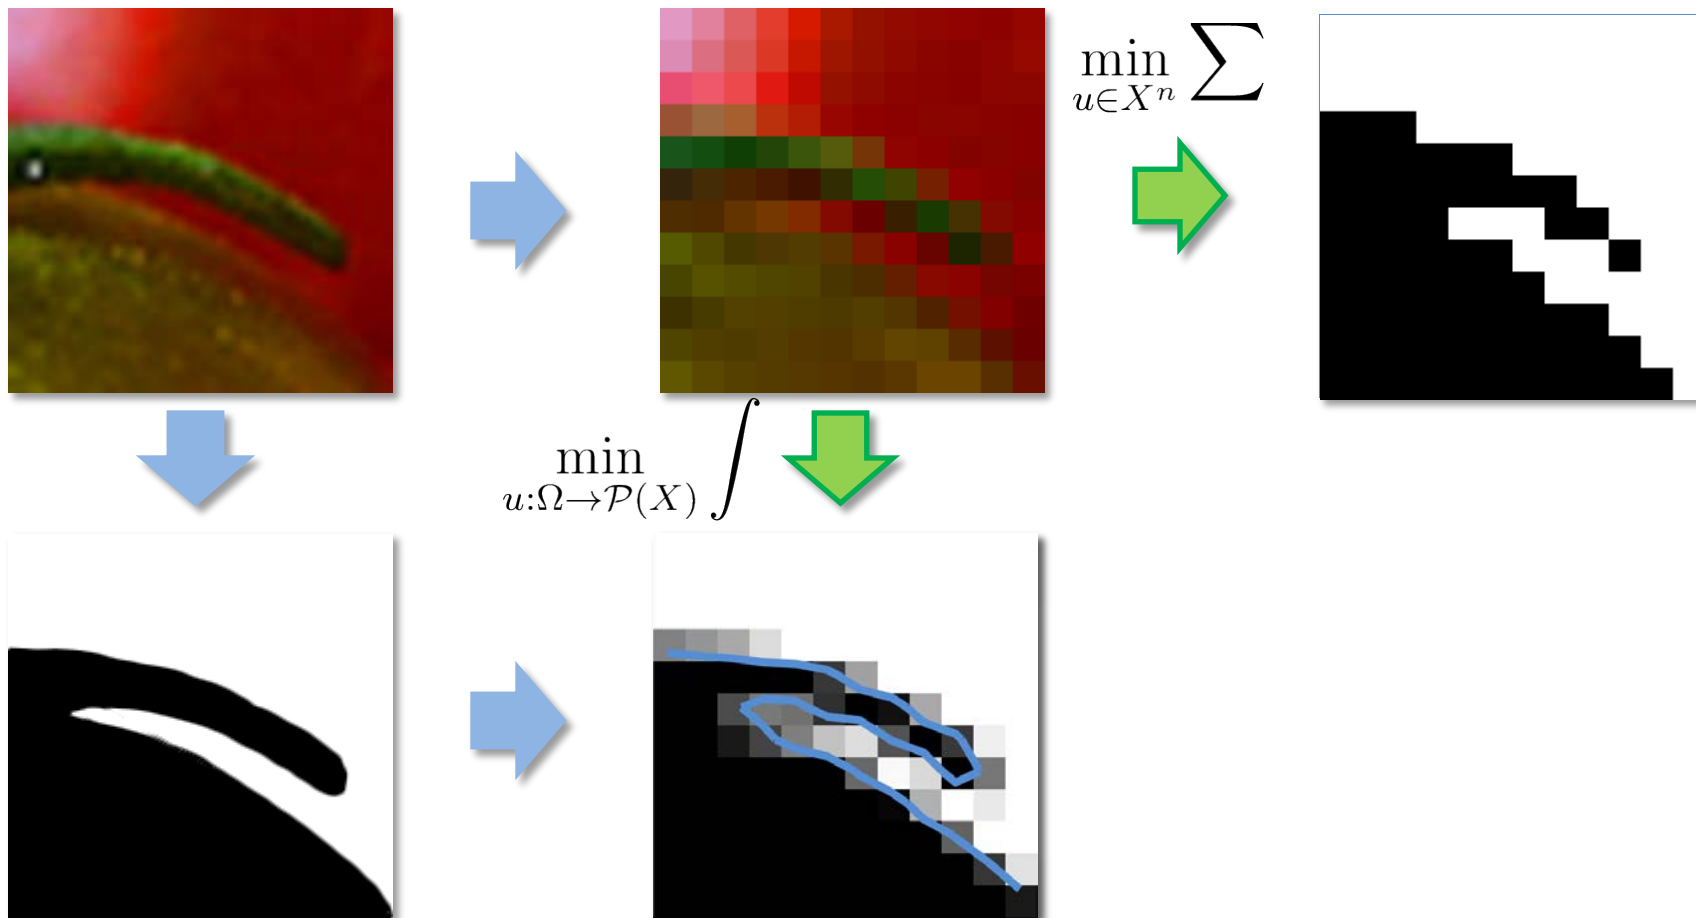 min ∑
u∈Xⁿ
min ∫
u:Ω→𝒫(X)